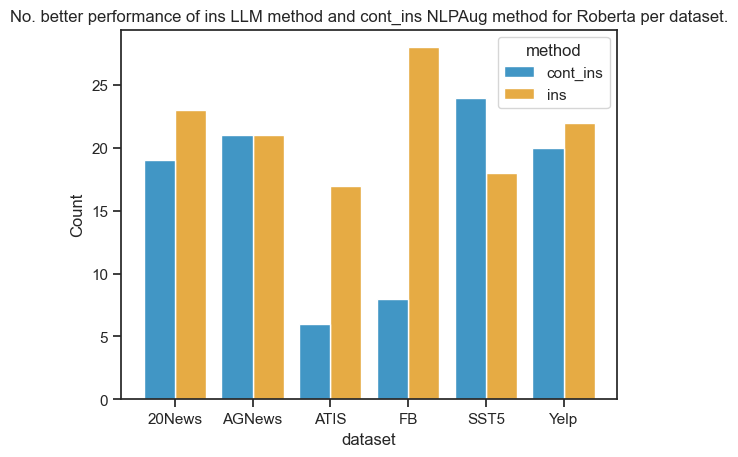 No. better performance of ins LLM method and cont_ins NLPAug method for Roberta per dataset.
method
cont_ins
ins
Count
25
20
15
10
5
0
20News AGNews ATIS FB SST5 Yelp
dataset